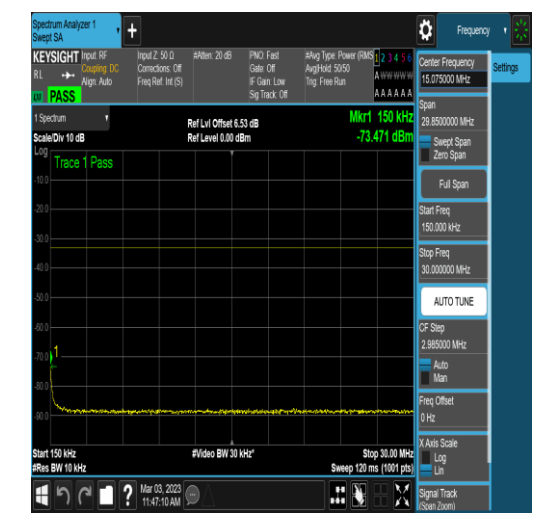 Spectrum Analyzer 1
Swept SA
Frequency
KEYSIGHT
RL
PASS
Input: RF
Coupling: DC
Align: Auto
Input Z: 50 Ω
Corrections: Off
Freq Ref: Int (S)
#Atten: 20 dB
PNO: Fast
Gate: Off
IF Gain: Low
Sig Track: Off
#Avg Type: Power (RMS
Avg|Hold: 50/50
Trig: Free Run
1 2 3 4 5 6
A W W W W W
A A A A A A
1 Spectrum
Scale/Div 10 dB
Ref Lvl Offset 6.53 dB
Ref Level 0.00 dBm
Mkr1 150 kHz
-73.471 dBm
Log
Trace 1 Pass
-10.0
-20.0
-30.0
-40.0
-50.0
-60.0
-70.0
-80.0
-90.0
1
Start 150 kHz
#Res BW 10 kHz
#Video BW 30 kHz*
Stop 30.00 MHz
Sweep 120 ms (1001 pts)
Mar 03, 2023
11:47:10 AM
Center Frequency
15.075000 MHz
Span
29.8500000 MHz
Swept Span
Zero Span
Full Span
Start Freq
150.000 kHz
Stop Freq
30.000000 MHz
AUTO TUNE
CF Step
2.985000 MHz
Auto
Man
Freq Offset
0 Hz
X Axis Scale
Log
Lin
Signal Track
(Span Zoom)
Settings